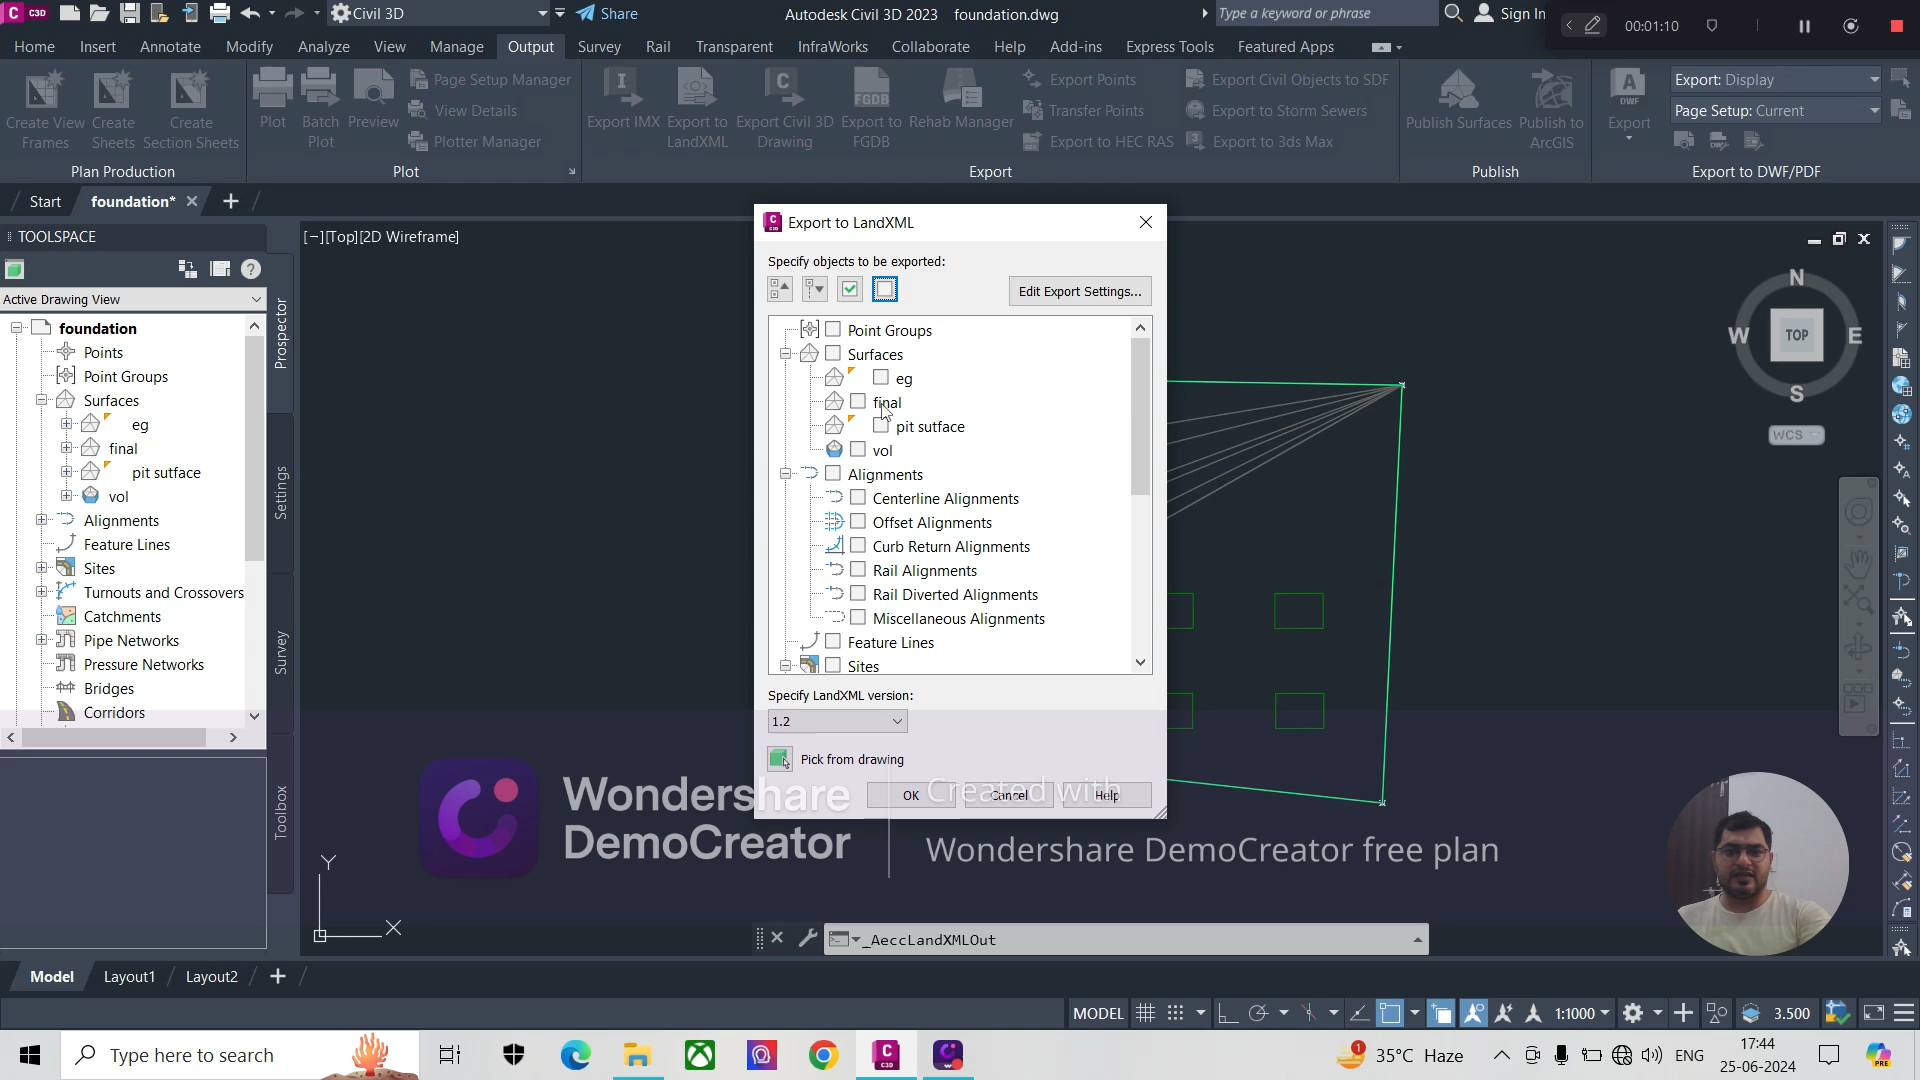 C3D
Civil 3D
Share
Autodesk Civil 3D 2023 foundation.dwg
Type a keyword or phrase
Sign In
00:01:10
Home Insert Annotate Modify Analyze View Manage Output Survey Rail Transparent InfraWorks Collaborate Help Add-ins Express Tools Featured Apps
Create View Frames
Create Sheets
Create Section Sheets
Plan Production
Plot
Batch Plot
Preview
Page Setup Manager
View Details
Plotter Manager
Plot
Export IMX
Export to LandXML
Export Civil 3D Drawing
FGDB
Export to FGDB
Rehab Manager
Export Points
Transfer Points
Export to HEC RAS
Export Civil Objects to SDF
Export to Storm Sewers
Export to 3ds Max
Export
Publish Surfaces
Publish to ArcGIS
Publish
DWF
Export
Export: Display
Page Setup: Current
Export to DWF/PDF
Start foundation*
TOOLSPACE
Active Drawing View
foundation
Points
Point Groups
Surfaces
eg
final
pit sutface
vol
Alignments
Feature Lines
Sites
Turnouts and Crossovers
Catchments
Pipe Networks
Pressure Networks
Bridges
Corridors
Prospector
Settings
Survey
Toolbox
[−][Top][2D Wireframe]
Export to LandXML
Specify objects to be exported:
Edit Export Settings...
Point Groups
Surfaces
eg
final
pit sutface
vol
Alignments
Centerline Alignments
Offset Alignments
Curb Return Alignments
Rail Alignments
Rail Diverted Alignments
Miscellaneous Alignments
Feature Lines
Sites
Specify LandXML version:
1.2
Pick from drawing
OK Cancel Help
N
W TOP E
S
WCS
Wondershare
DemoCreator
Created with
Wondershare DemoCreator free plan
Y
X
_AeccLandXMLOut
Model Layout1 Layout2
MODEL 1:1000 3.500
Type here to search
C3D
1
35°C Haze
ENG
17:44
25-06-2024
PRE